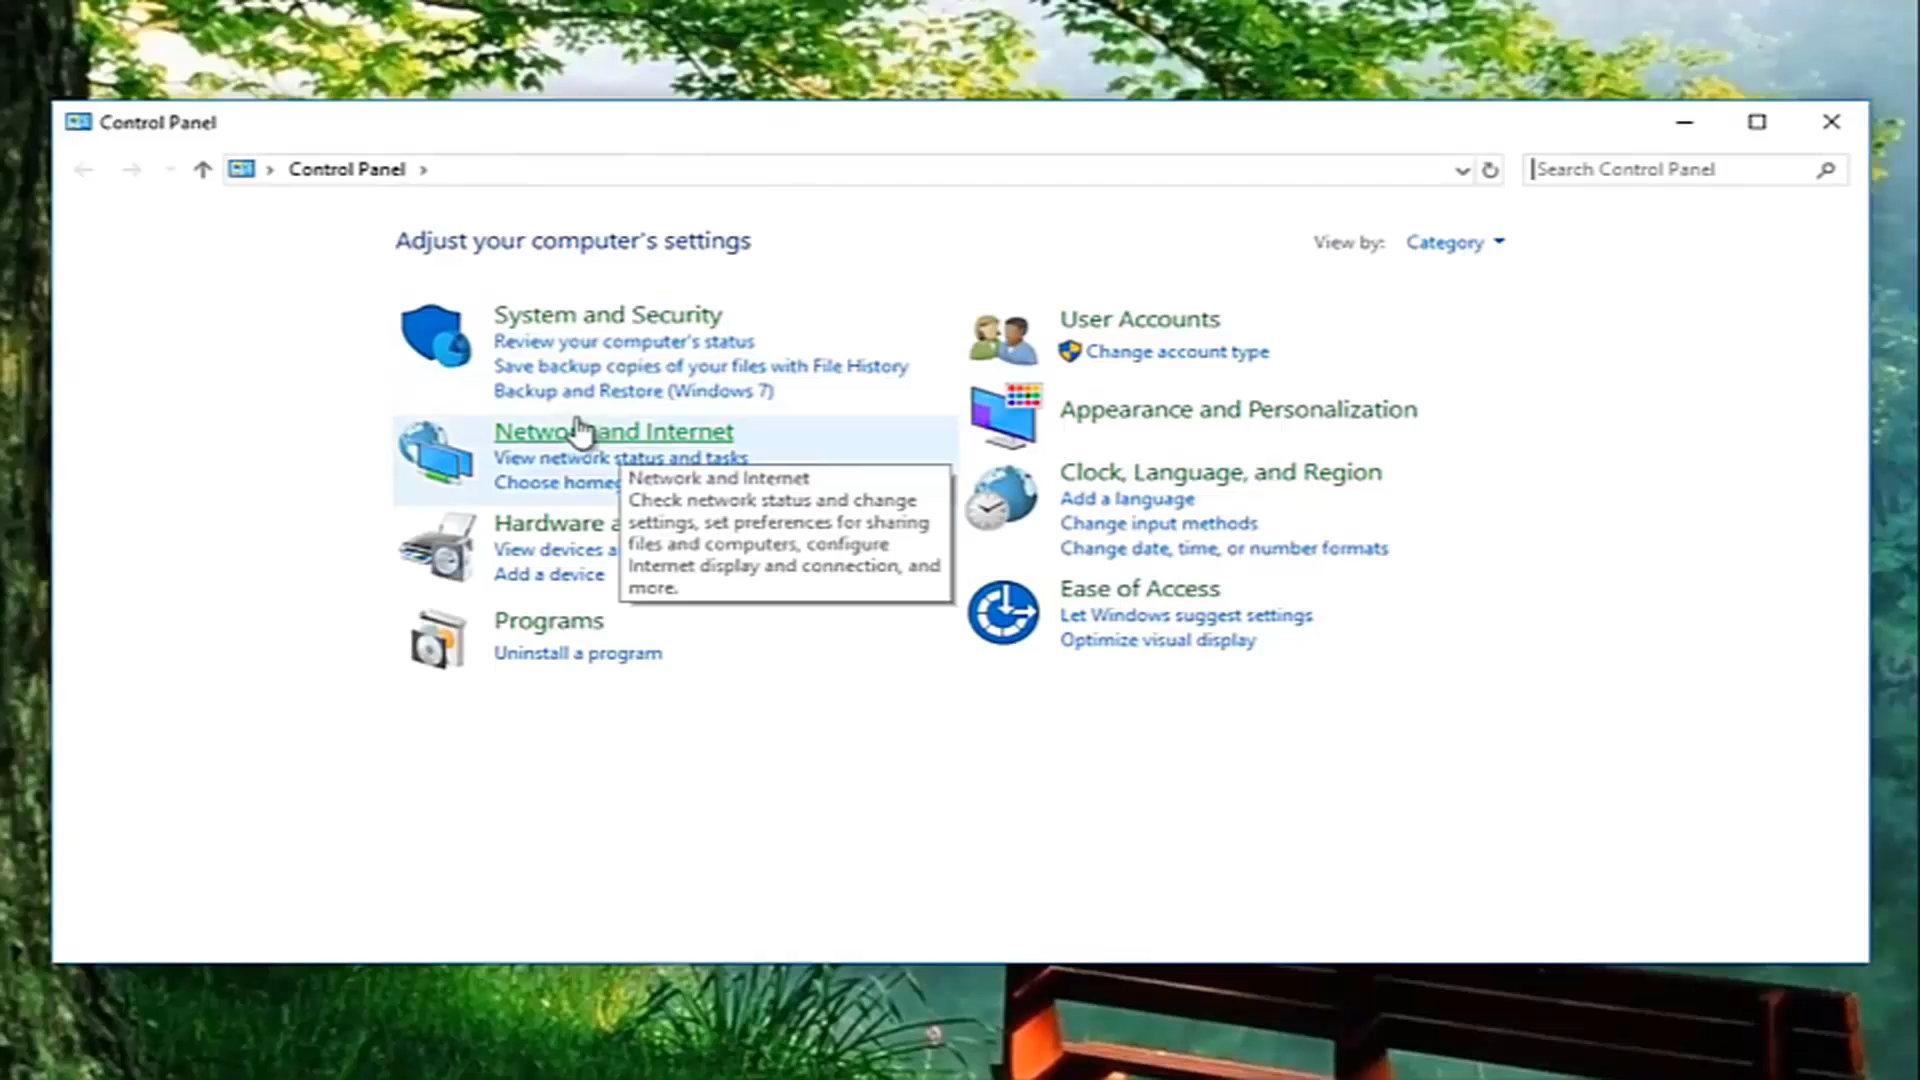 Control Panel
Control Panel
Search Control Panel
Adjust your computer's settings
View by: Category
System and Security
Review your computer's status
Save backup copies of your files with File History
Backup and Restore (Windows 7)
Network and Internet
View network status and tasks
Choose home
Network and Internet
Check network status and change
settings, set preferences for sharing
files and computers, configure
Internet display and connection, and
more.
Hardware
View devices
Add a device
Programs
Uninstall a program
User Accounts
Change account type
Appearance and Personalization
Clock, Language, and Region
Add a language
Change input methods
Change date, time, or number formats
Ease of Access
Let Windows suggest settings
Optimize visual display